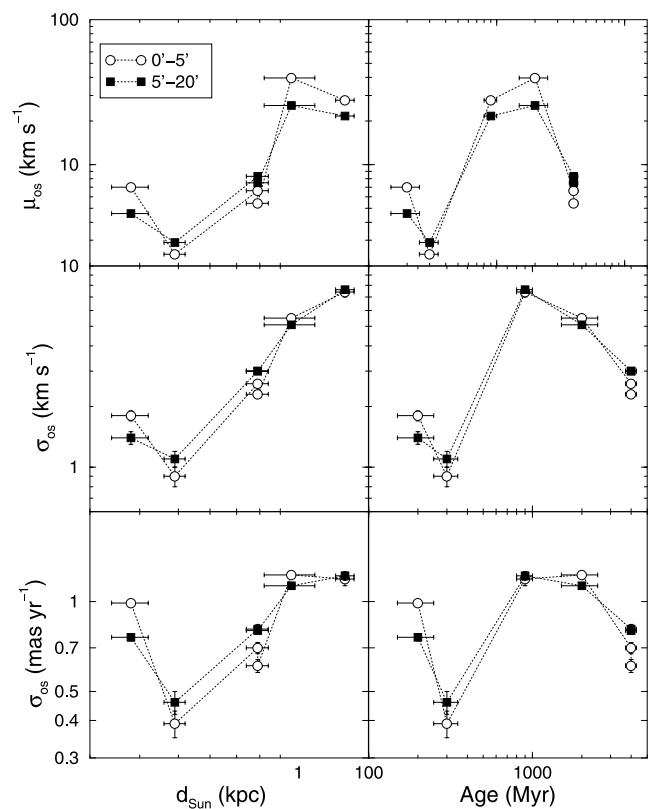 100
0'–5'
5'–20'
10
μos (km s−1)
10
1
σos (km s−1)
1
0.7
0.5
0.4
0.3
σos (mas yr−1)
1
100
1000
dSun (kpc)
Age (Myr)